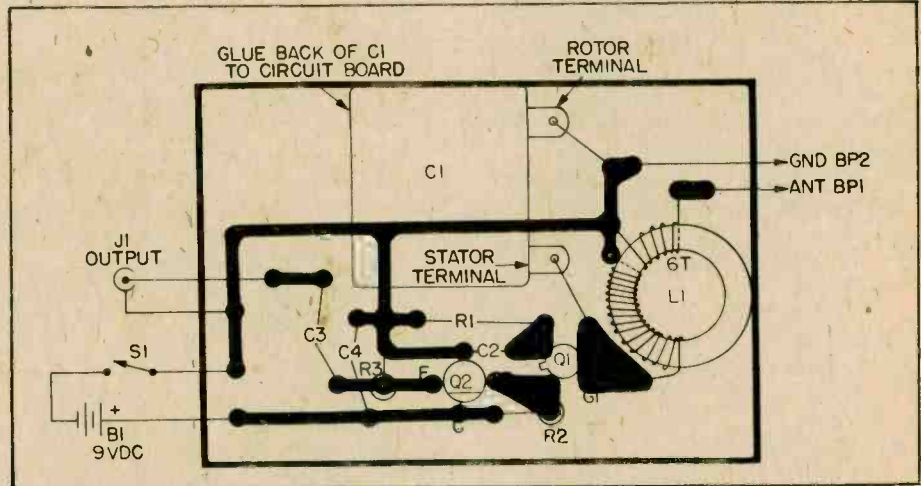 GLUE BACK OF C1
TO CIRCUIT BOARD
ROTOR
TERMINAL
C1
GND BP2
ANT BP1
J1
OUTPUT
STATOR
TERMINAL
6T
L1
C3
C4
R1
S1
R3
E
C2
Q1
Q2
G1
C
R2
+
B1
9VDC